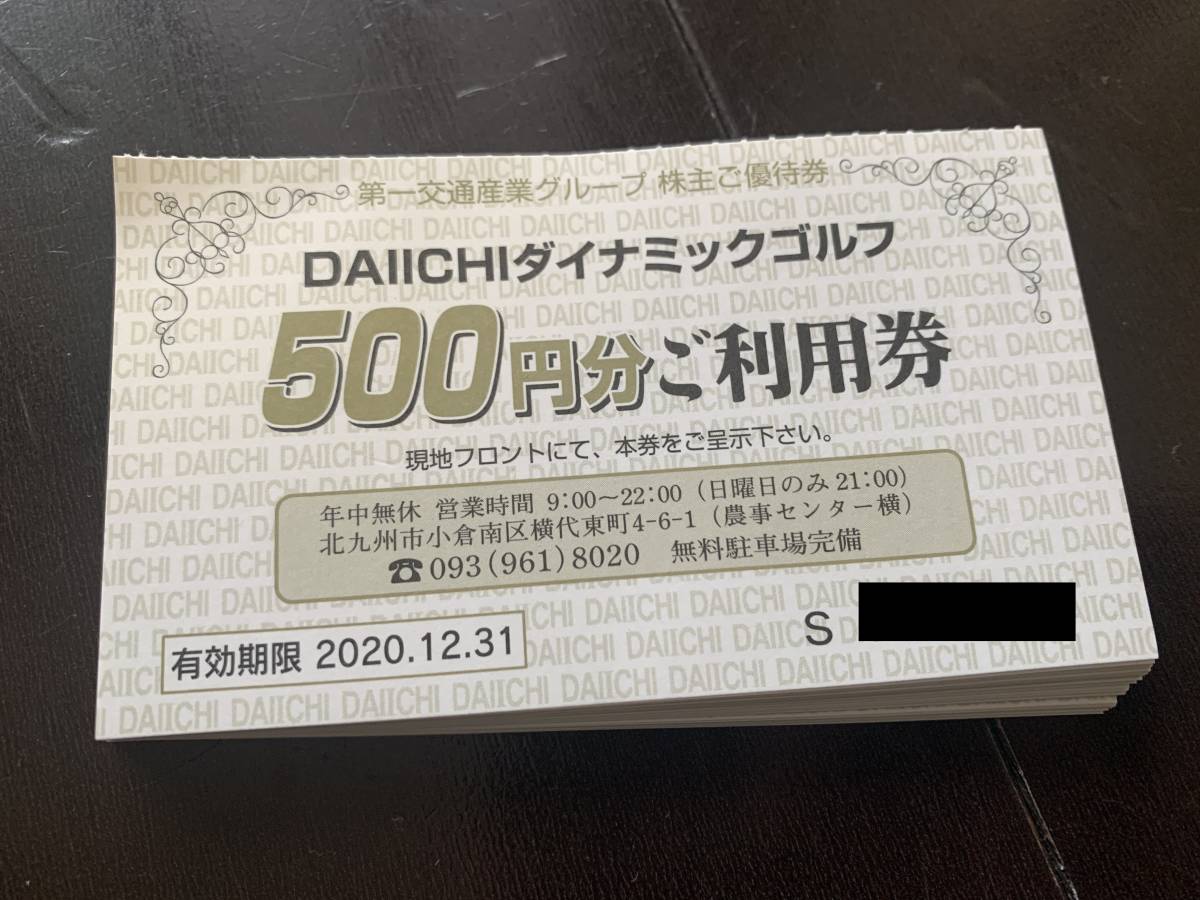 第一交通産業グループ 株主ご優待券
DAIICHIダイナミックゴルフ
500円分ご利用券
現地フロントにて、本券をご呈示下さい。
年中無休 営業時間 9:00～22:00（日曜日のみ21:00）
北九州市小倉南区横代東町4-6-1（農事センター横）
☎093(961)8020 無料駐車場完備
有効期限 2020.12.31
S